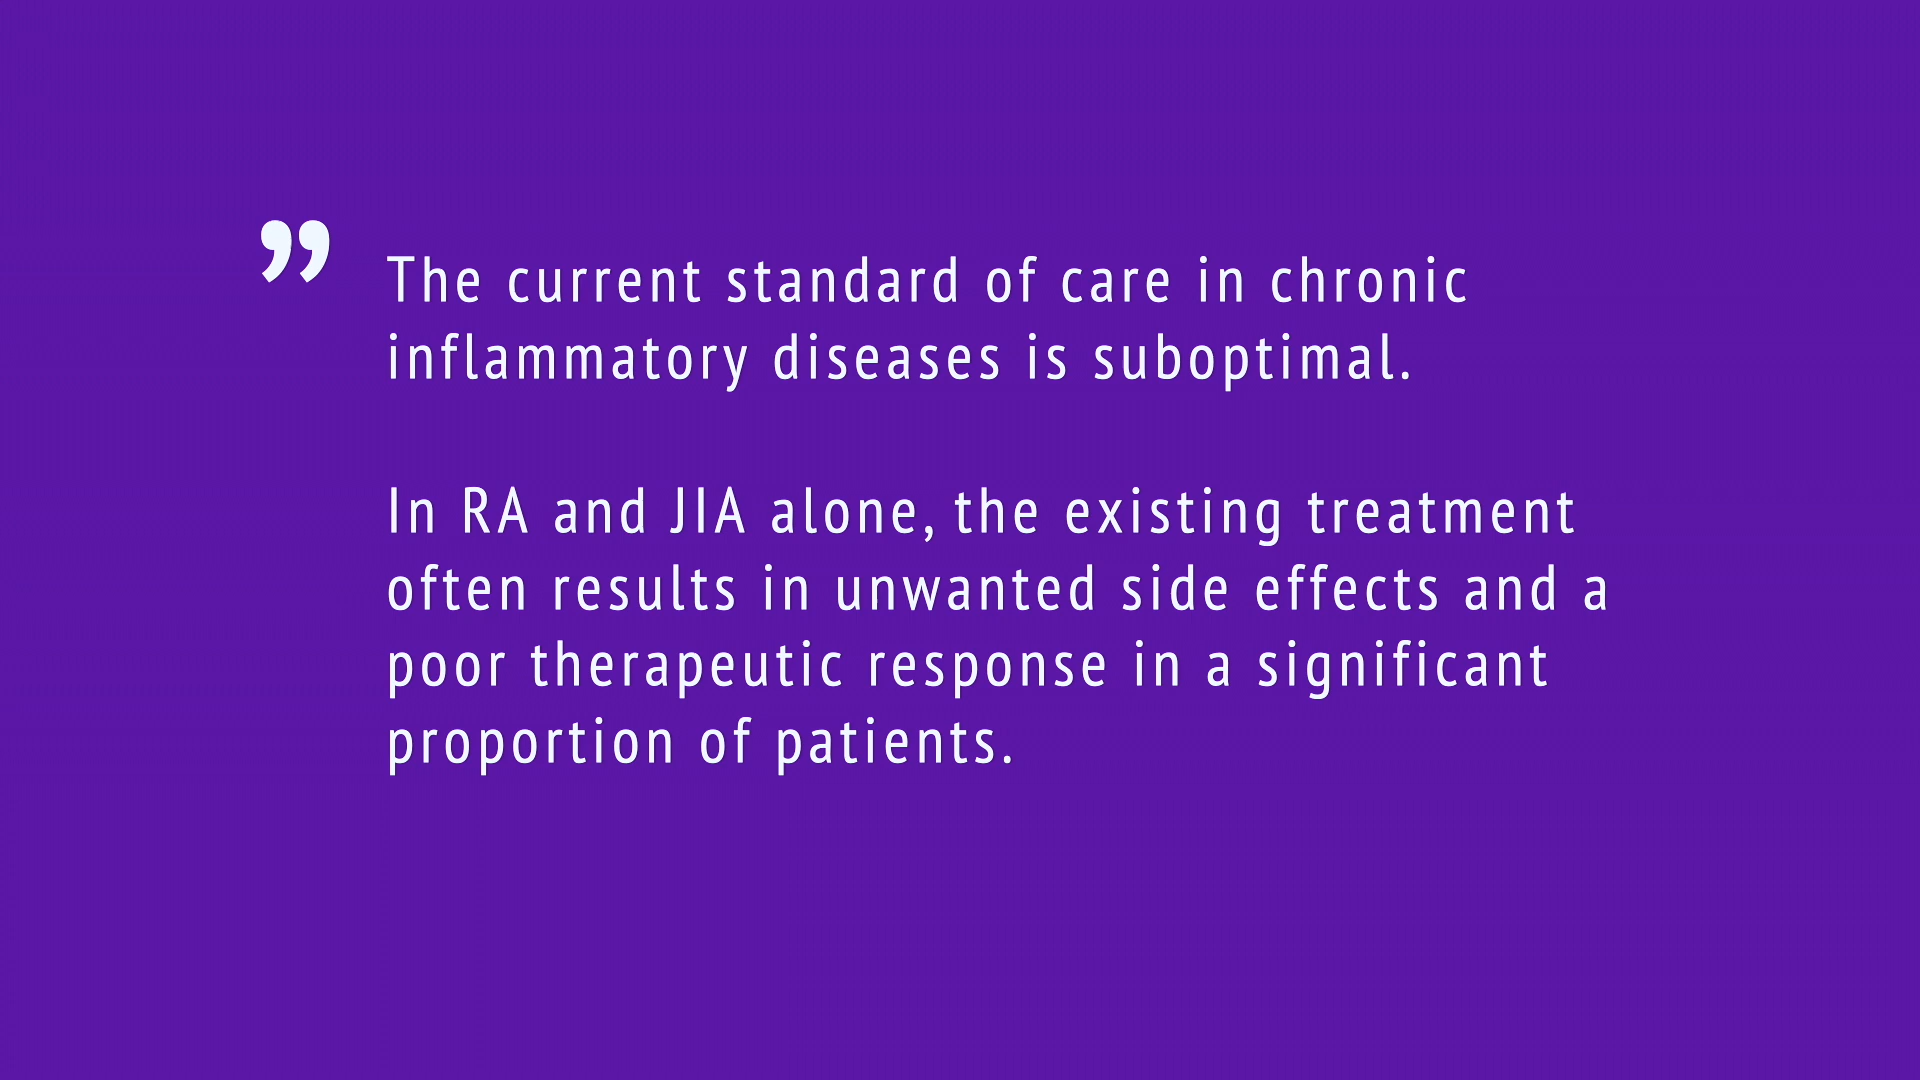 ”
The current standard of care in chronic
inflammatory diseases is suboptimal.
In RA and JIA alone, the existing treatment
often results in unwanted side effects and a
poor therapeutic response in a significant
proportion of patients.